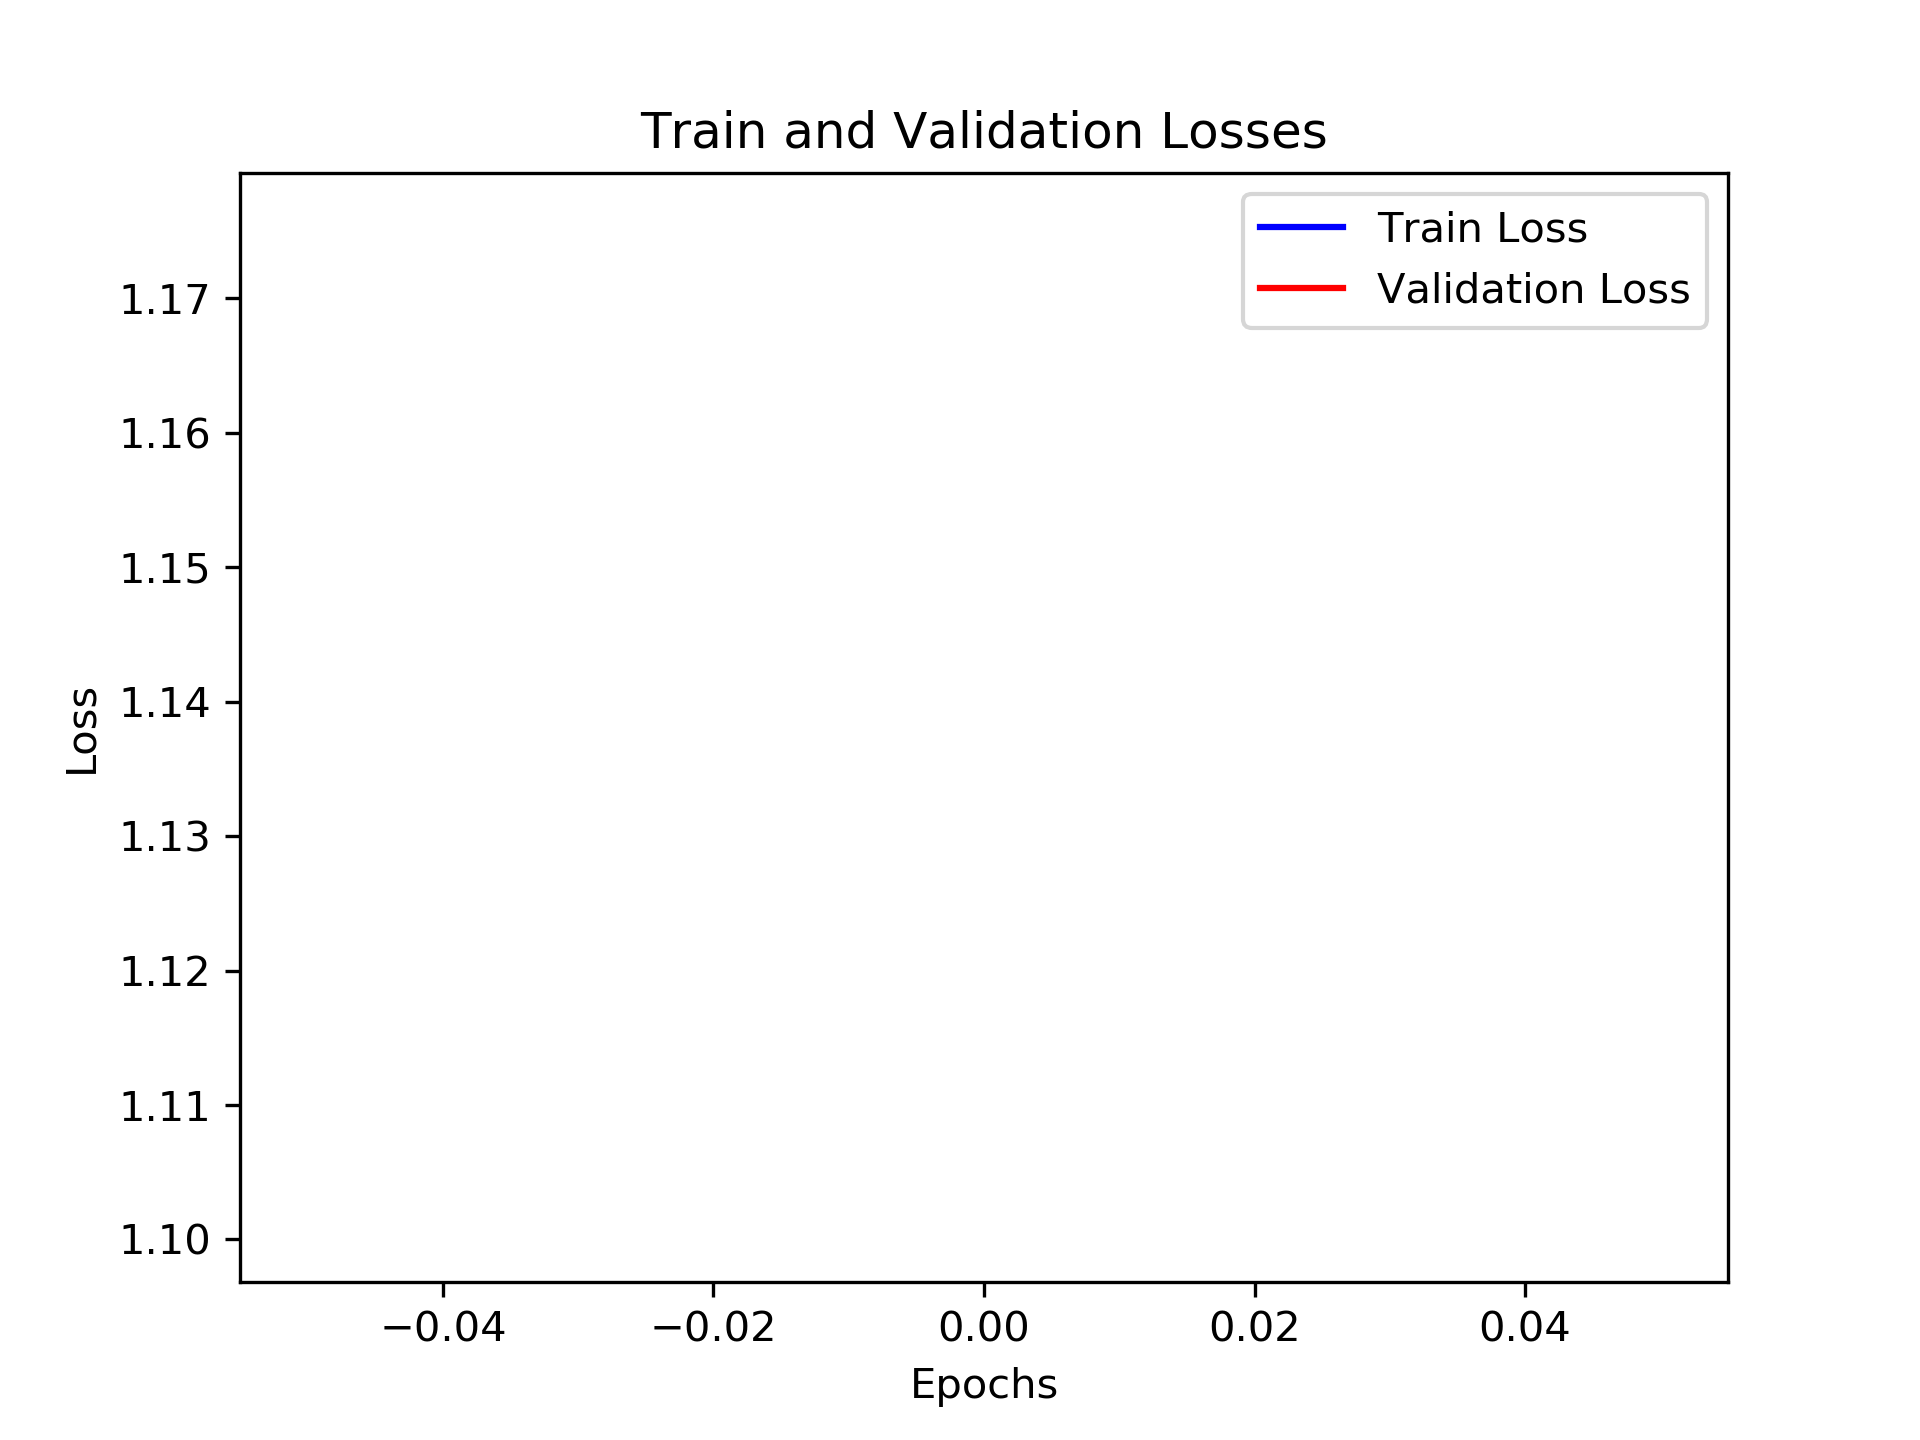 Train and Validation Losses
Train Loss
Validation Loss
1.17
1.16
1.15
1.14
1.13
1.12
1.11
1.10
Loss
−0.04
−0.02
0.00
0.02
0.04
Epochs